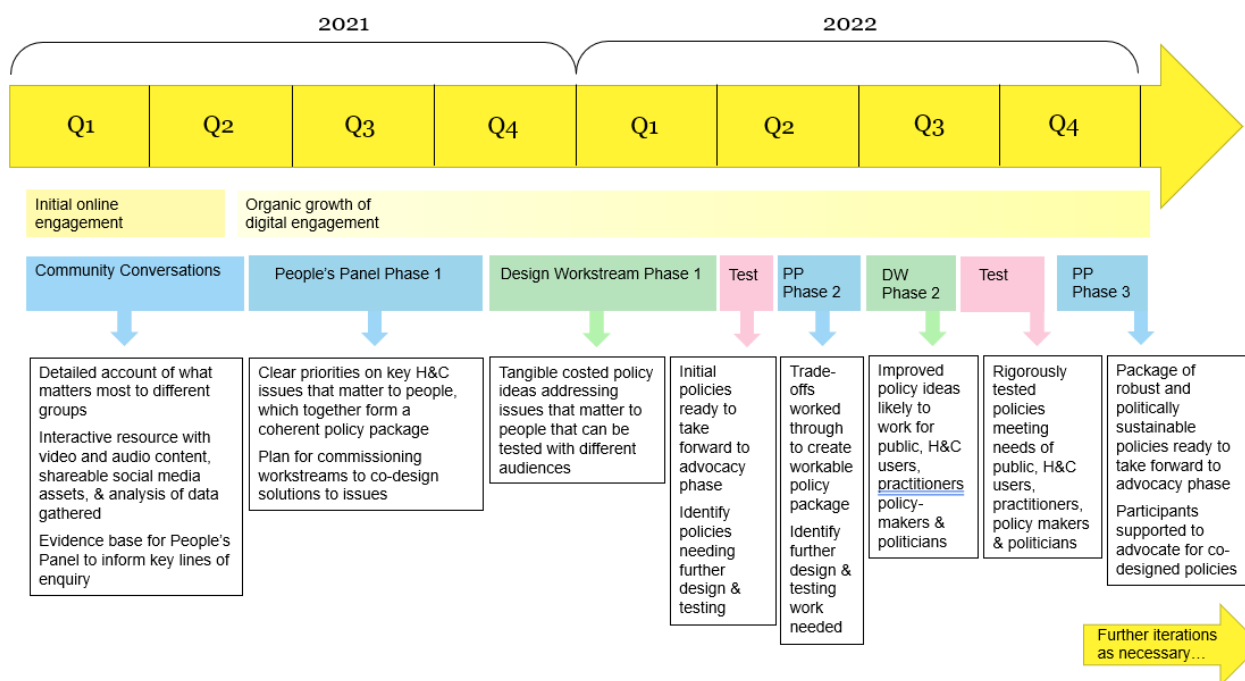 2021
2022
Q1
Q2
Q3
Q4
Q1
Q2
Q3
Q4
Initial online
engagement
Organic growth of
digital engagement
Community Conversations
People's Panel Phase 1
Design Workstream Phase 1
Test
PP
Phase 2
DW
Phase 2
Test
PP
Phase 3
Detailed account of what
matters most to different
groups
Interactive resource with
video and audio content,
shareable social media
assets, & analysis of data
gathered
Evidence base for People's
Panel to inform key lines of
enquiry
Clear priorities on key H&C
issues that matter to people,
which together form a
coherent policy package
Plan for commissioning
workstreams to co-design
solutions to issues
Tangible costed policy
ideas addressing
issues that matter to
people that can be
tested with different
audiences
Initial
policies
ready to
take
forward to
advocacy
phase
Identify
policies
needing
further
design &
testing
Trade-
offs
worked
through to
create
workable
policy
package
Identify
further
design &
testing
work
needed
Improved
policy ideas
likely to
work for
public, H&C
users,
practitioners
policy-
makers &
politicians
Rigorously
tested
policies
meeting
needs of
public, H&C
users,
practitioners,
policy makers
& politicians
Package of
robust and
politically
sustainable
policies ready to
take forward to
advocacy phase
Participants
supported to
advocate for co-
designed policies
Further iterations
as necessary…